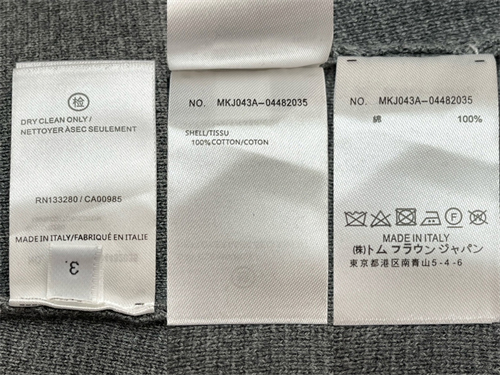 検
DRY CLEAN ONLY /
NETTOYER ÀSEC SEULEMENT
RN133280 / CA00985
MADE IN ITALY/FABRIQUÉ EN ITALIE
3.
NO. MKJ043A-04482035
SHELL/TISSU
100%COTTON/COTON
NO. MKJ043A-04482035
綿 100%
MADE IN ITALY
(株)トム ブラウン ジャパン
東京都港区南青山5-4-6